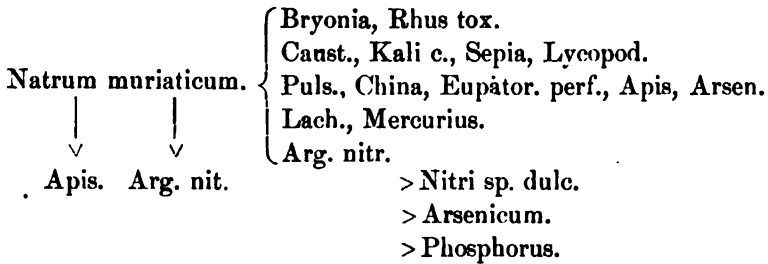 Bryonia, Rhus tox.
Caust., Kali c., Sepia, Lycopod.
Natrum muriaticum. { Puls., China, Eupátor. perf., Apis, Arsen.
Lach., Mercurius.
Arg. nitr.
Apis. Arg. nit. > Nitri sp. dulc.
> Arsenicum.
> Phosphorus.